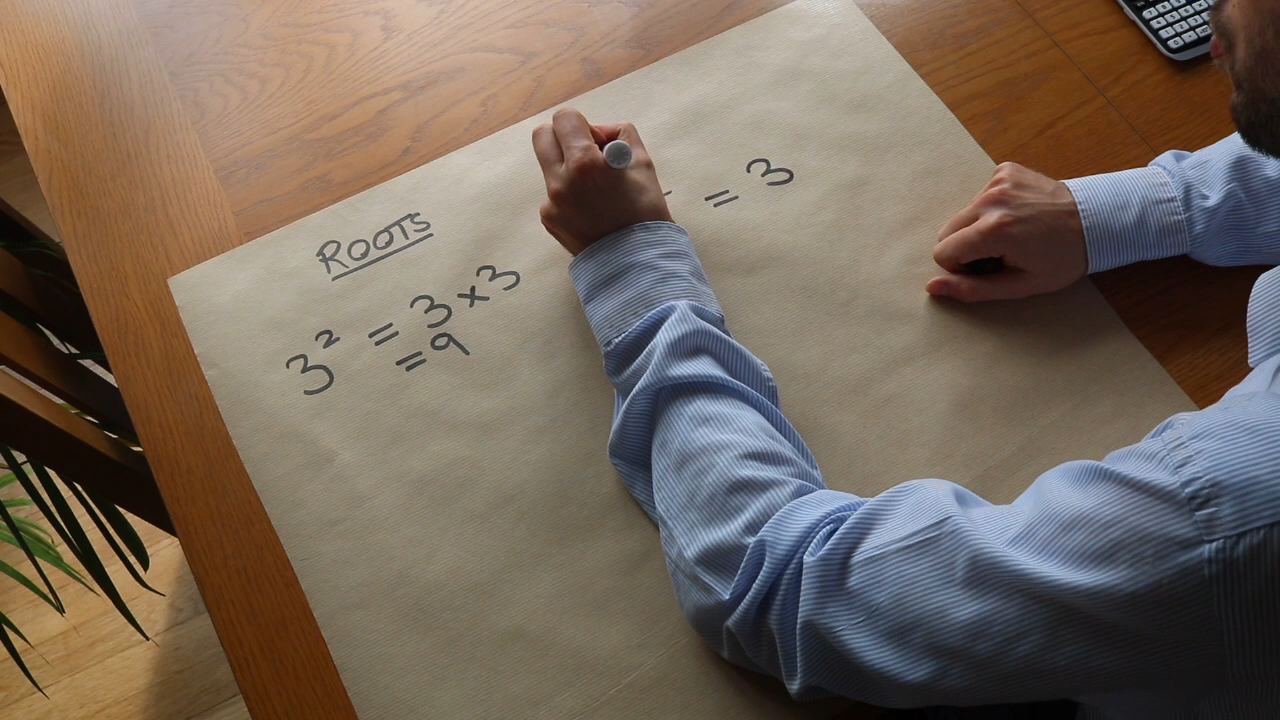 ROOTS
3² = 3 × 3
= 9
= 3